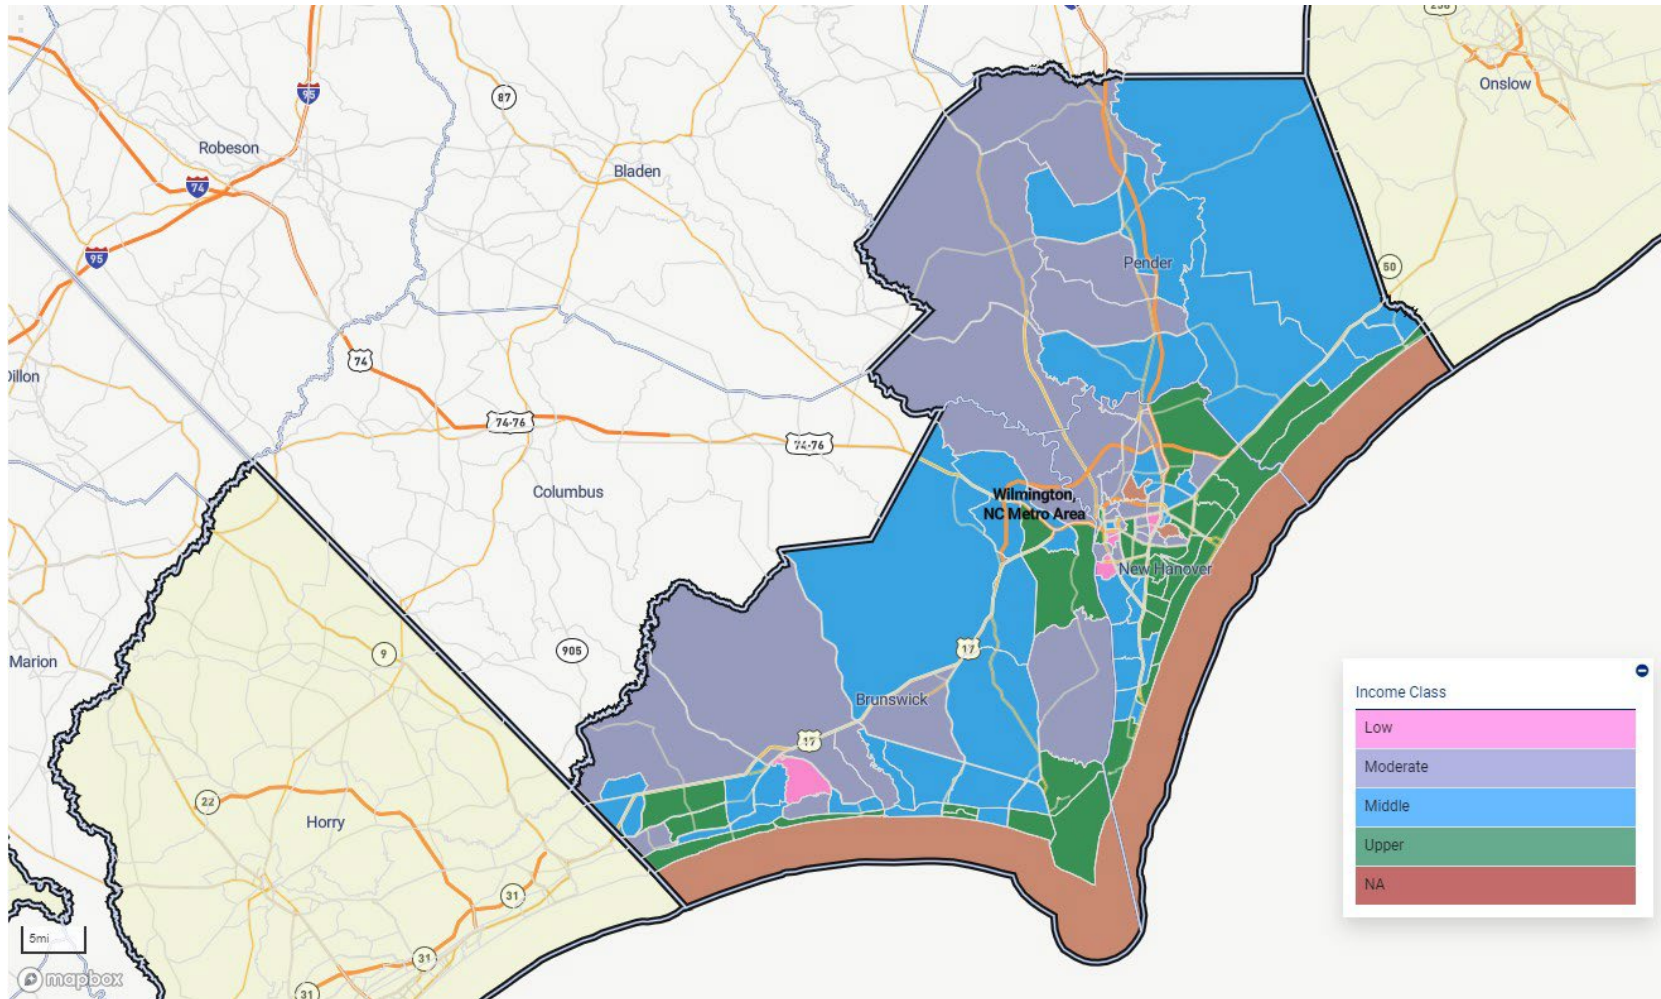 258
Onslow
95
87
Robeson
Bladen
74
95
Pender
50
74
Dillon
74-76
74-76
Columbus
Wilmington,
NC Metro Area
New Hanover
9
905
17
Marion
Brunswick
17
22
Horry
31
31
31
5mi
mapbox
Income Class
Low
Moderate
Middle
Upper
NA